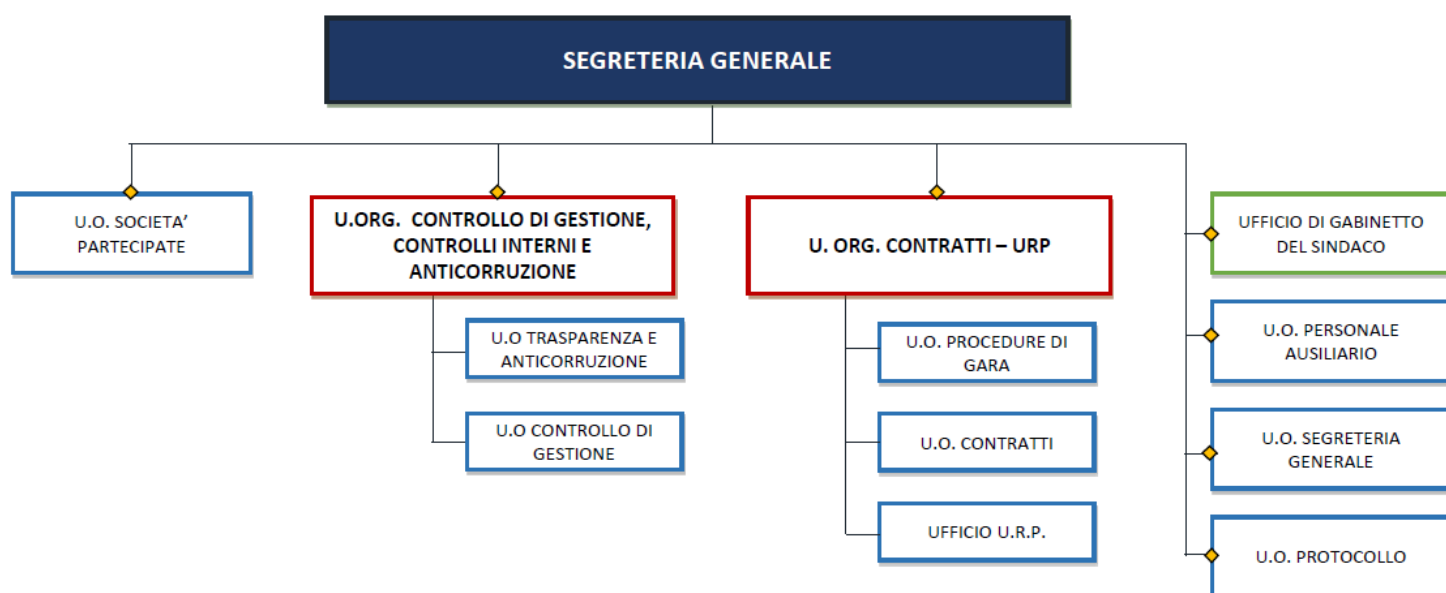 SEGRETERIA GENERALE
U.O. SOCIETA’
PARTECIPATE
U.ORG. CONTROLLO DI GESTIONE,
CONTROLLI INTERNI E
ANTICORRUZIONE
U.O TRASPARENZA E
ANTICORRUZIONE
U.O CONTROLLO DI
GESTIONE
U. ORG. CONTRATTI – URP
U.O. PROCEDURE DI
GARA
U.O. CONTRATTI
UFFICIO U.R.P.
UFFICIO DI GABINETTO
DEL SINDACO
U.O. PERSONALE
AUSILIARIO
U.O. SEGRETERIA
GENERALE
U.O. PROTOCOLLO